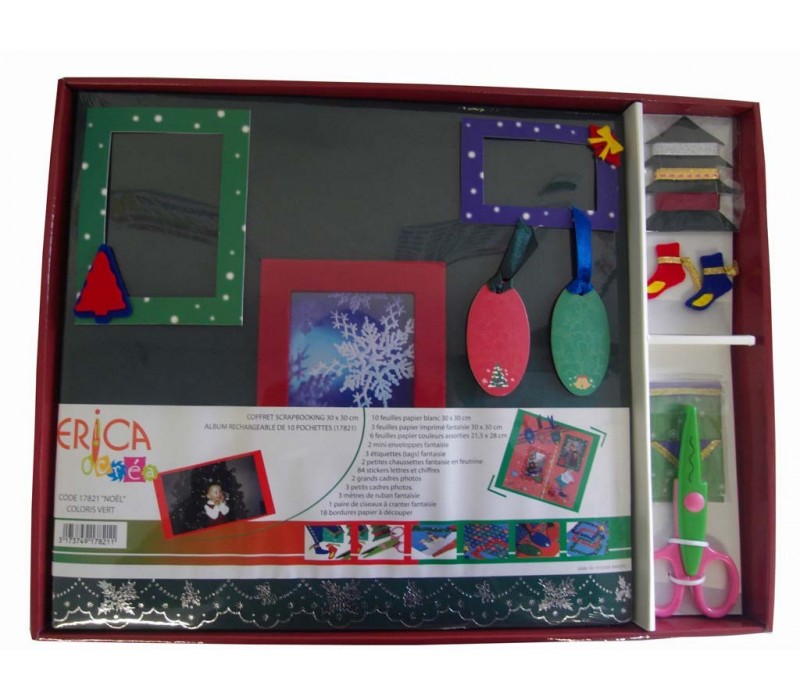 ERICA
créa
CODE 17821 "NOËL"
COLORIS VERT
3 173749 178211
COFFRET SCRAPBOOKING 30 x 30 cm
ALBUM RECHARGEABLE DE 10 POCHETTES (17821)
10 feuilles papier blanc 30 x 30 cm
3 feuilles papier imprimé fantaisie 30 x 30 cm
6 feuilles papier couleurs assorties 21,5 x 28 cm
2 mini enveloppes fantaisie
3 étiquettes (tags) fantaisie
2 petites chaussettes fantaisie en feutrine
84 stickers lettres et chiffres
2 grands cadres photos
3 petits cadres photos
3 mètres de ruban fantaisie
1 paire de ciseaux à cranter fantaisie
18 bordures papier à découper